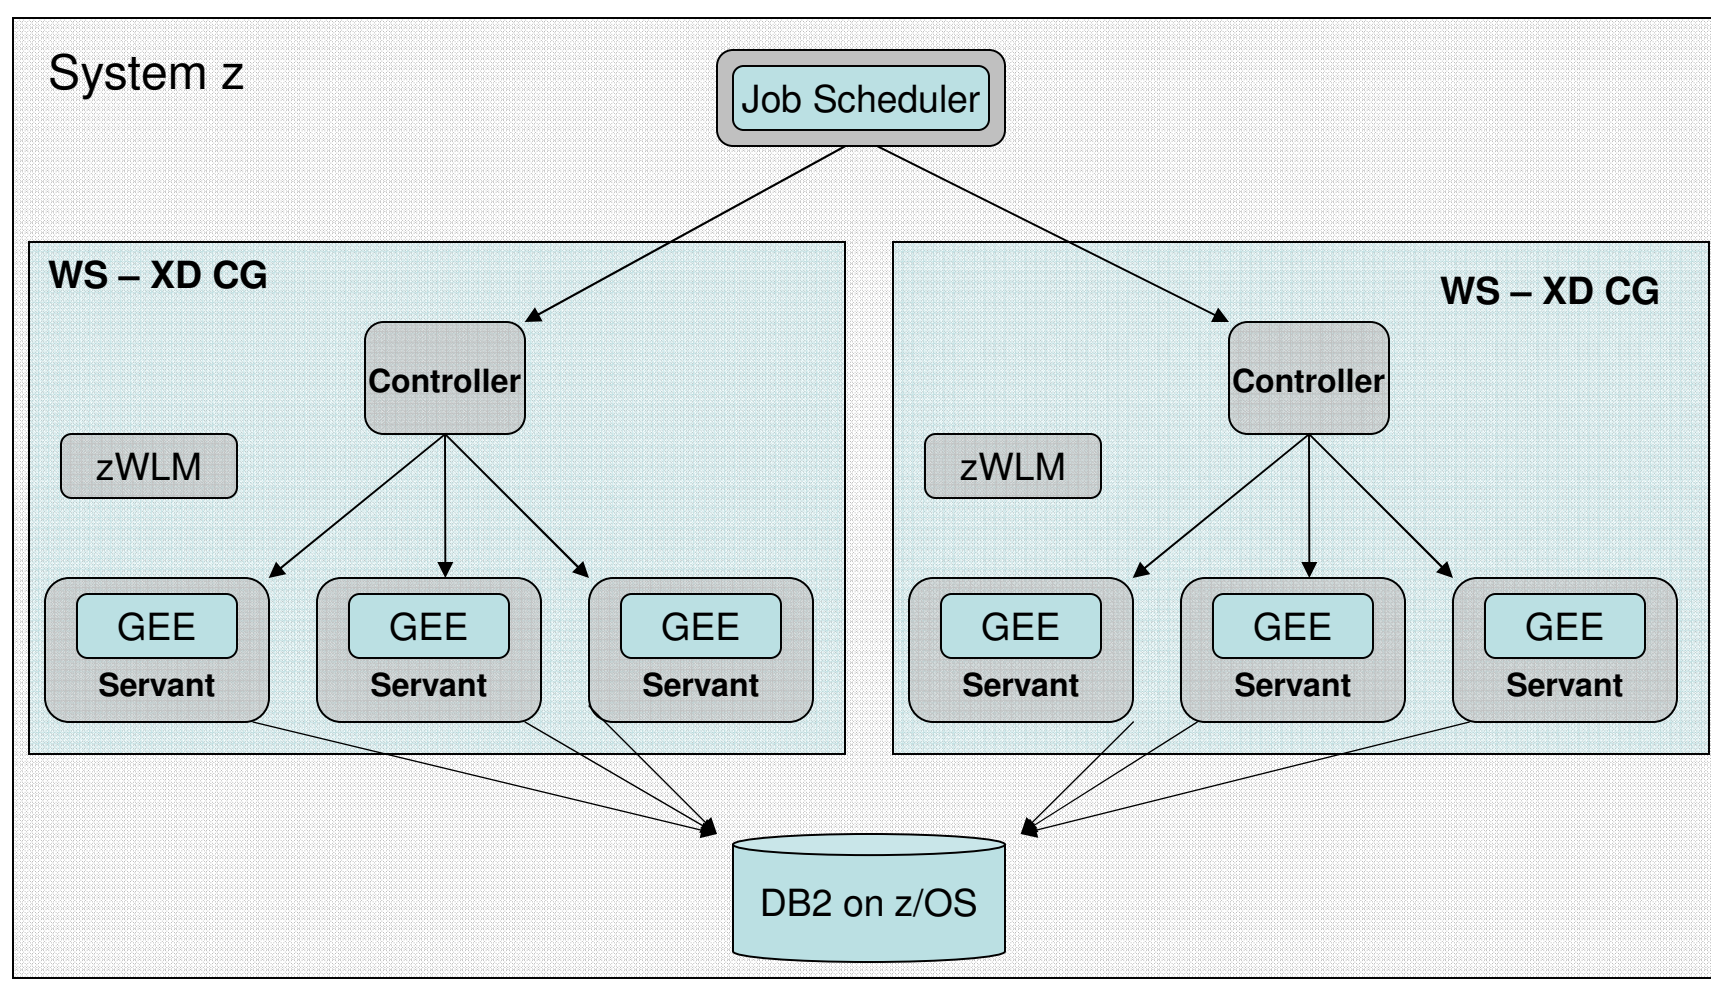 System z
Job Scheduler
WS – XD CG
Controller
zWLM
GEE
Servant
GEE
Servant
GEE
Servant
WS – XD CG
Controller
zWLM
GEE
Servant
GEE
Servant
GEE
Servant
DB2 on z/OS